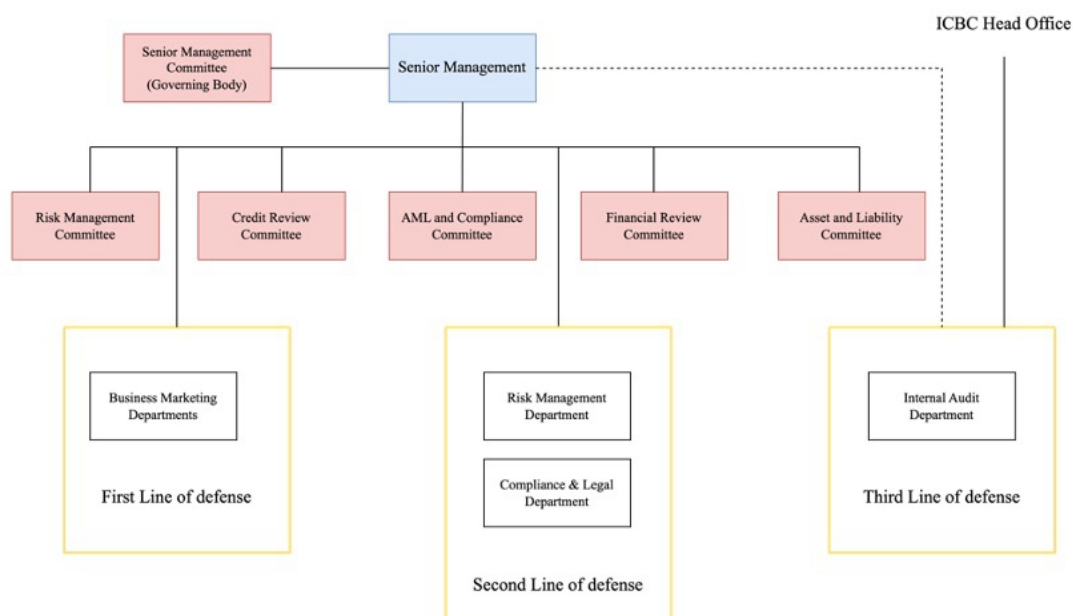 ICBC Head Office
Senior Management
Committee
(Governing Body)
Senior Management
Risk Management
Committee
Credit Review
Committee
AML and Compliance
Committee
Financial Review
Committee
Asset and Liability
Committee
Business Marketing
Departments
First Line of defense
Risk Management
Department
Compliance & Legal
Department
Second Line of defense
Internal Audit
Department
Third Line of defense